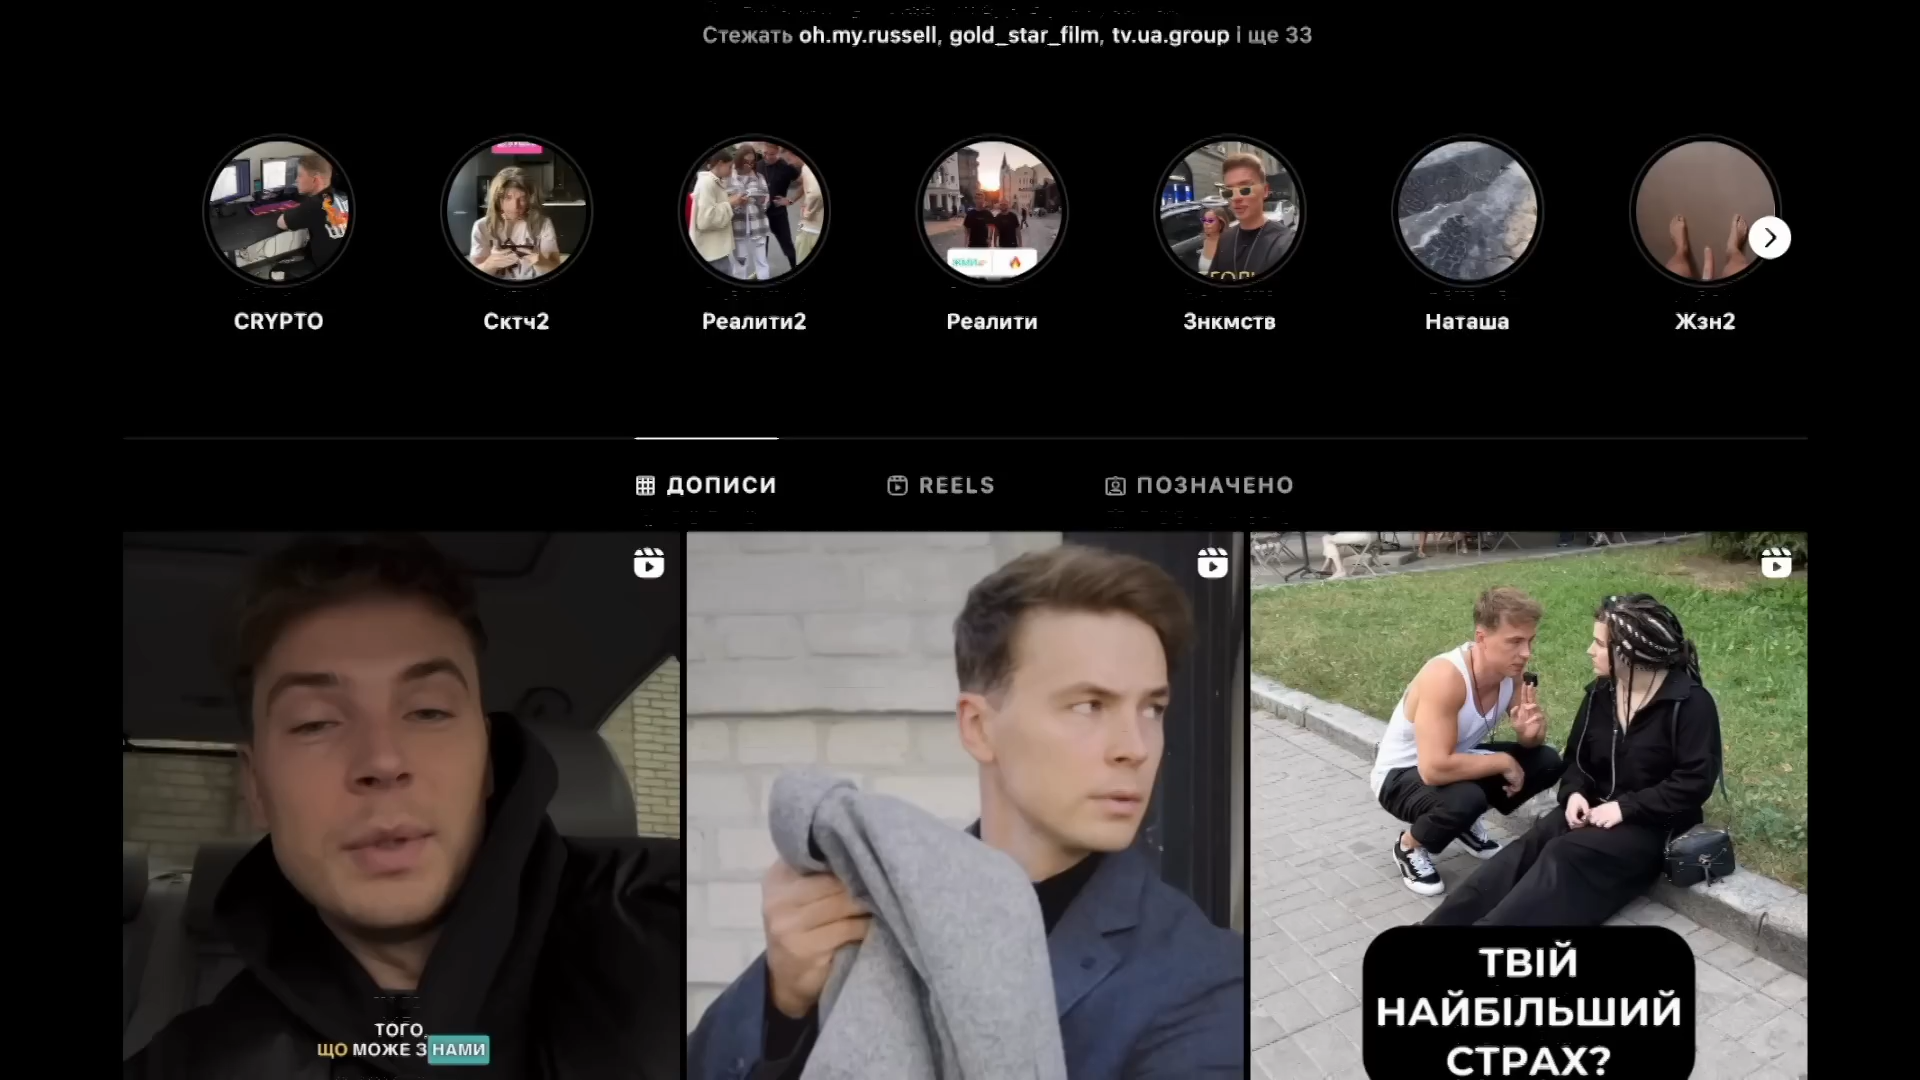 Стежать oh.my.russell, gold_star_film, tv.ua.group і ще 33
CRYPTO
Сктч2
Реалити2
Реалити
Знкмств
Наташа
Жзн2
ДОПИСИ
REELS
ПОЗНАЧЕНО
ТОГО,
ЩО МОЖЕ З НАМИ
ТВІЙ
НАЙБІЛЬШИЙ
СТРАХ?